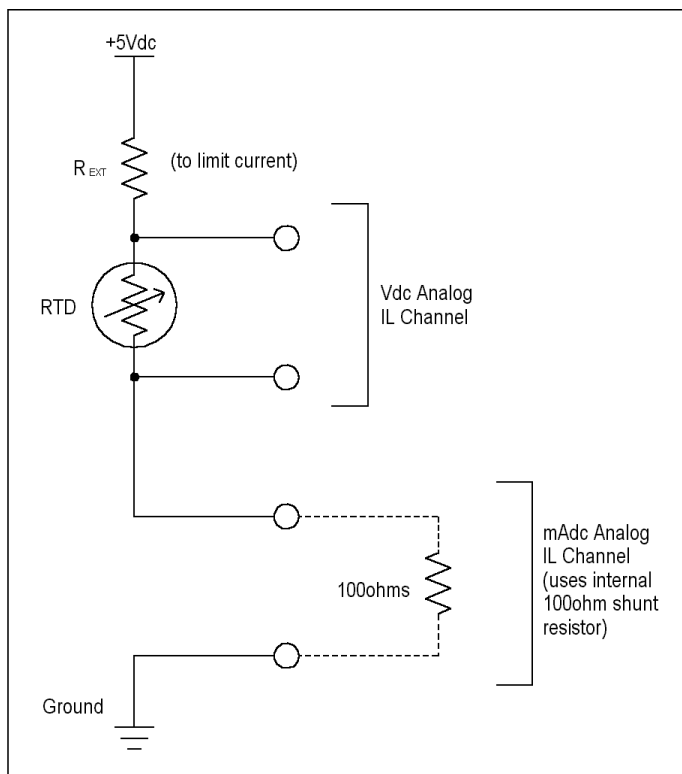 +5Vdc
R EXT
(to limit current)
RTD
Vdc Analog
IL Channel
100ohms
mAdc Analog
IL Channel
(uses internal
100ohm shunt
resistor)
Ground